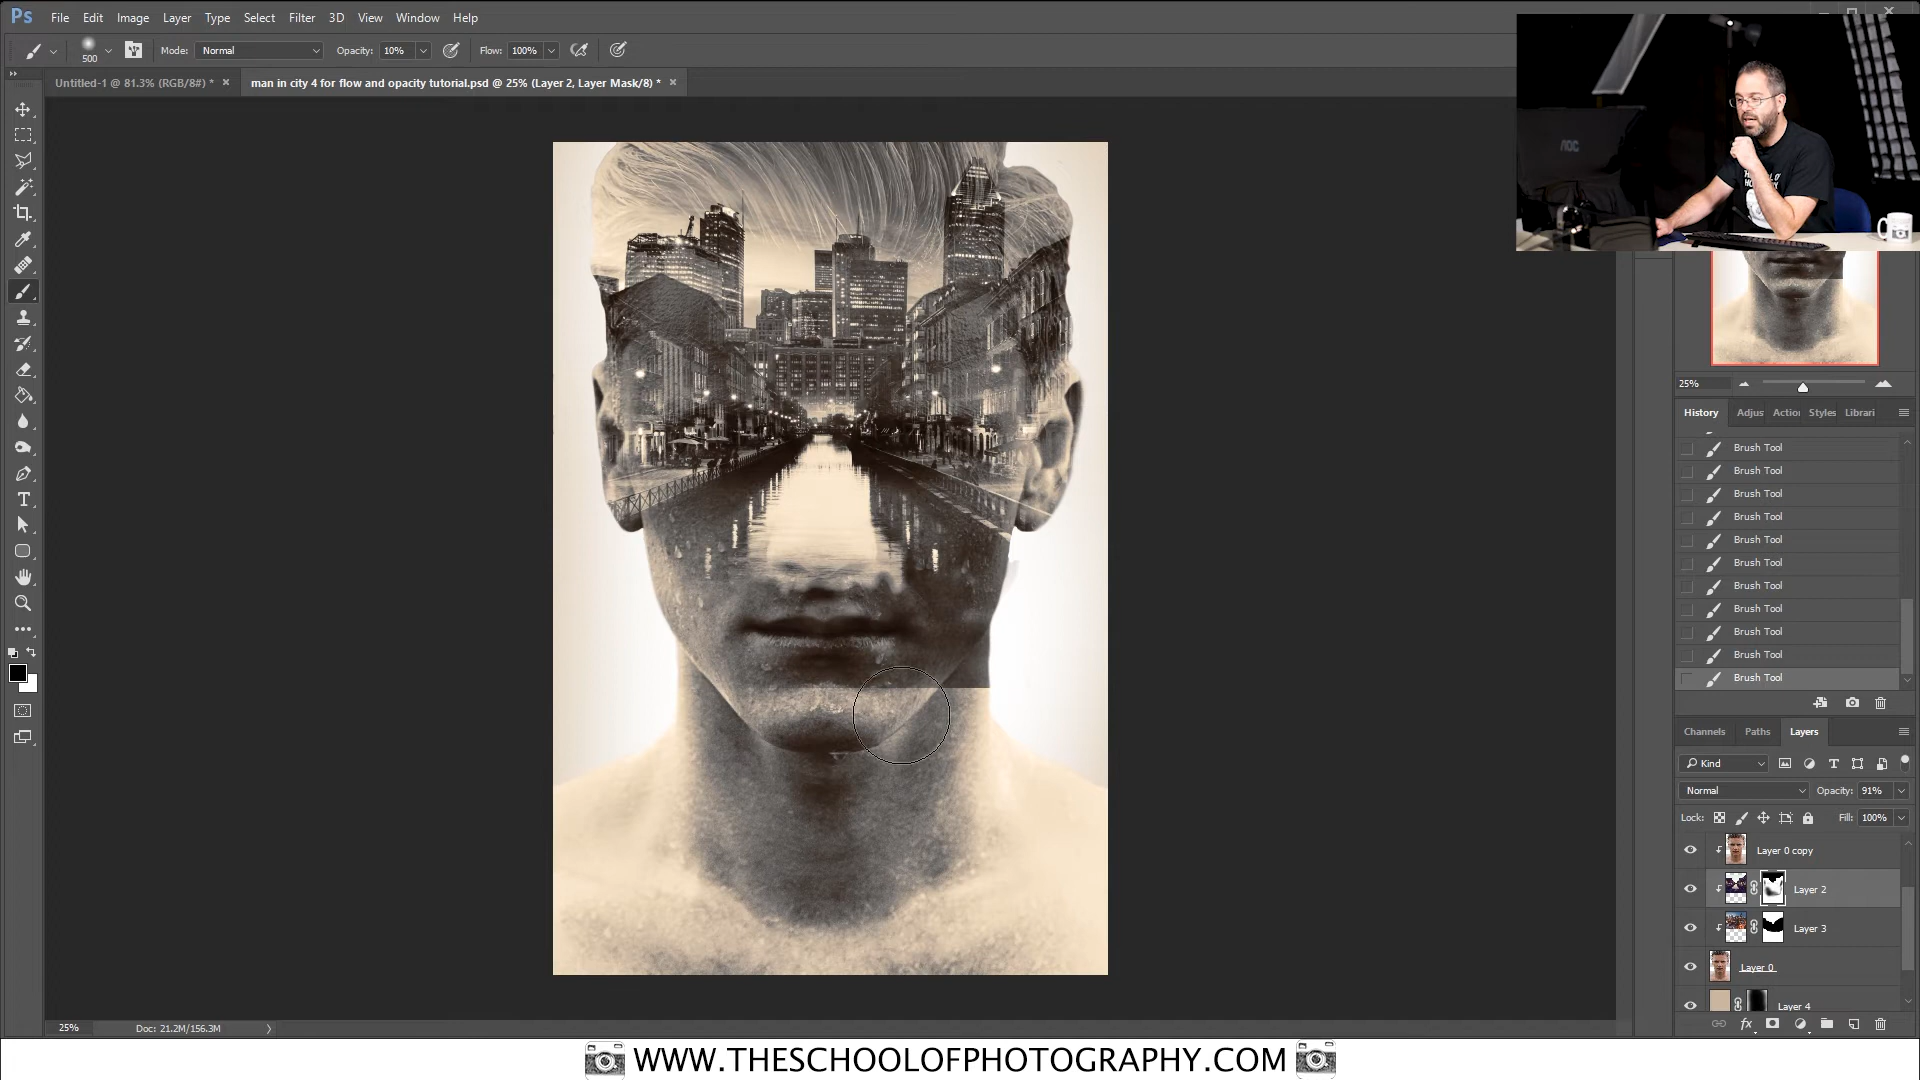 Ps File Edit Image Layer Type Select Filter 3D View Window Help
500 Mode: Normal Opacity: 10% Flow: 100%
Untitled-1 @ 81.3% (RGB/8#) * × man in city 4 for flow and opacity tutorial.psd @ 25% (Layer 2, Layer Mask/8) * ×
AOC
25%
History Adjus Action Styles Librari
Brush Tool
Brush Tool
Brush Tool
Brush Tool
Brush Tool
Brush Tool
Brush Tool
Brush Tool
Brush Tool
Brush Tool
Brush Tool
Channels Paths Layers
Kind
Normal Opacity: 91%
Lock: Fill: 100%
Layer 0 copy
Layer 2
Layer 3
Layer 0
Layer 4
fx
25% Doc: 21.2M/156.3M
WWW.THESCHOOLOFPHOTOGRAPHY.COM